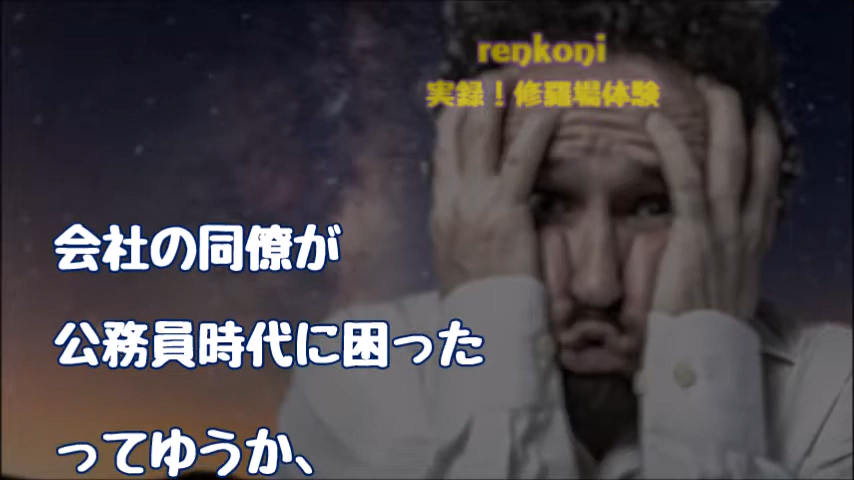 renkoni
実録！修羅場体験
会社の同僚が
公務員時代に困った
ってゆうか、